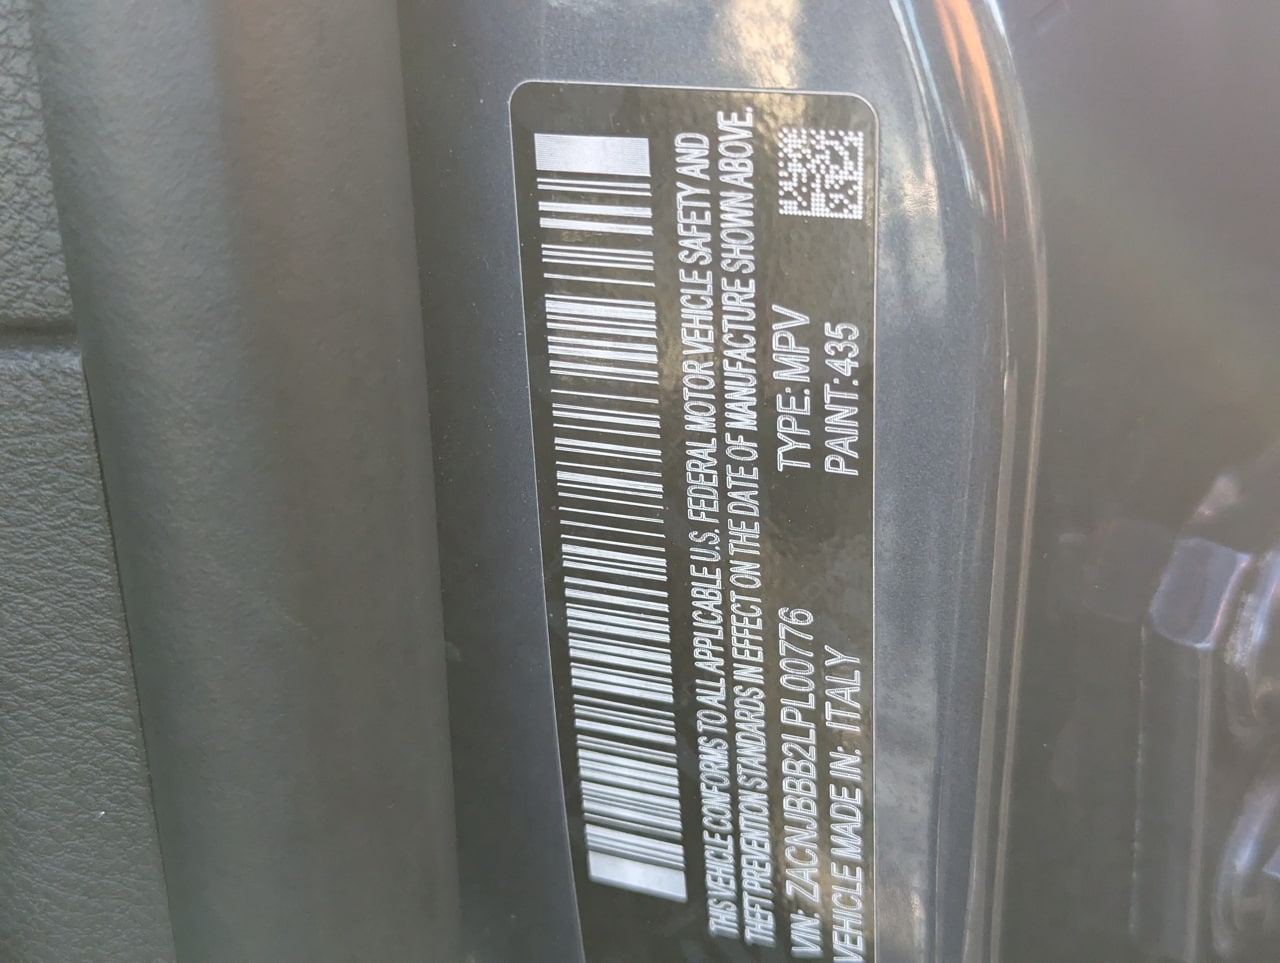 THIS VEHICLE CONFORMS TO ALL APPLICABLE U.S. FEDERAL MOTOR VEHICLE SAFETY AND
THEFT PREVENTION STANDARDS IN EFFECT ON THE DATE OF MANUFACTURE SHOWN ABOVE.
VIN: ZACNJBBB2LPL00776 TYPE: MPV
VEHICLE MADE IN: ITALY PAINT: 435